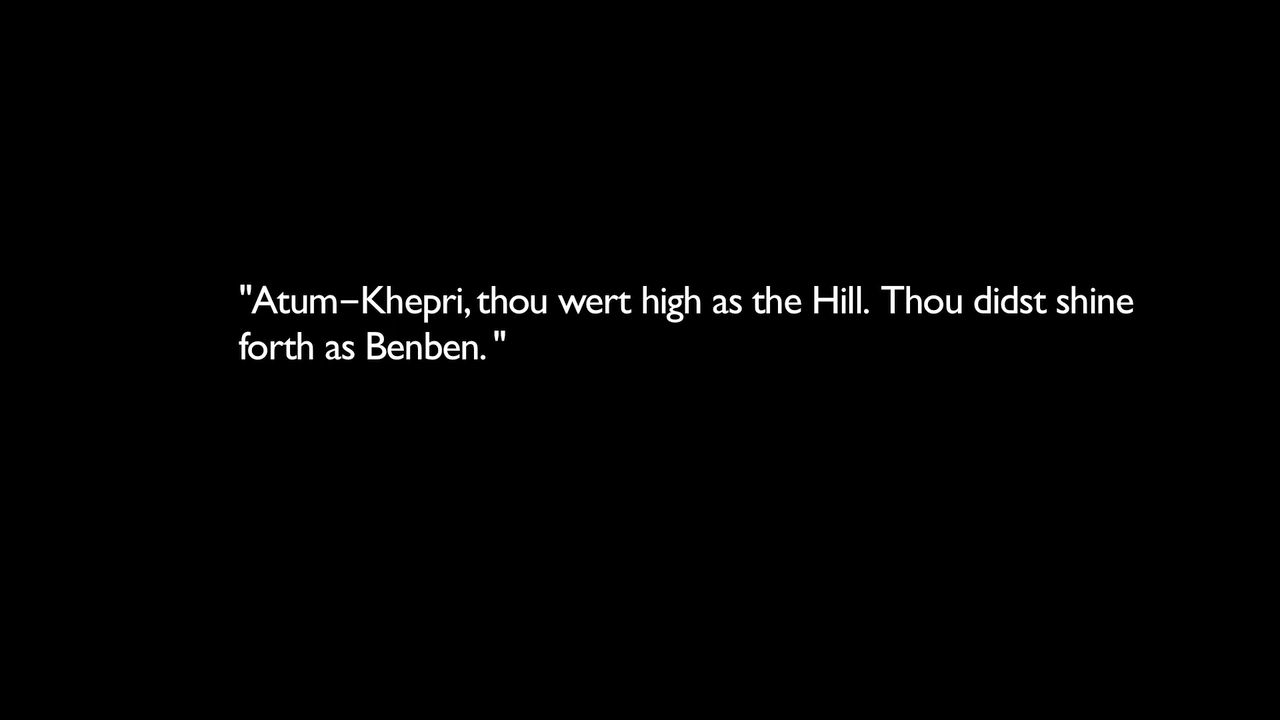 "Atum–Khepri, thou wert high as the Hill. Thou didst shine
forth as Benben. "